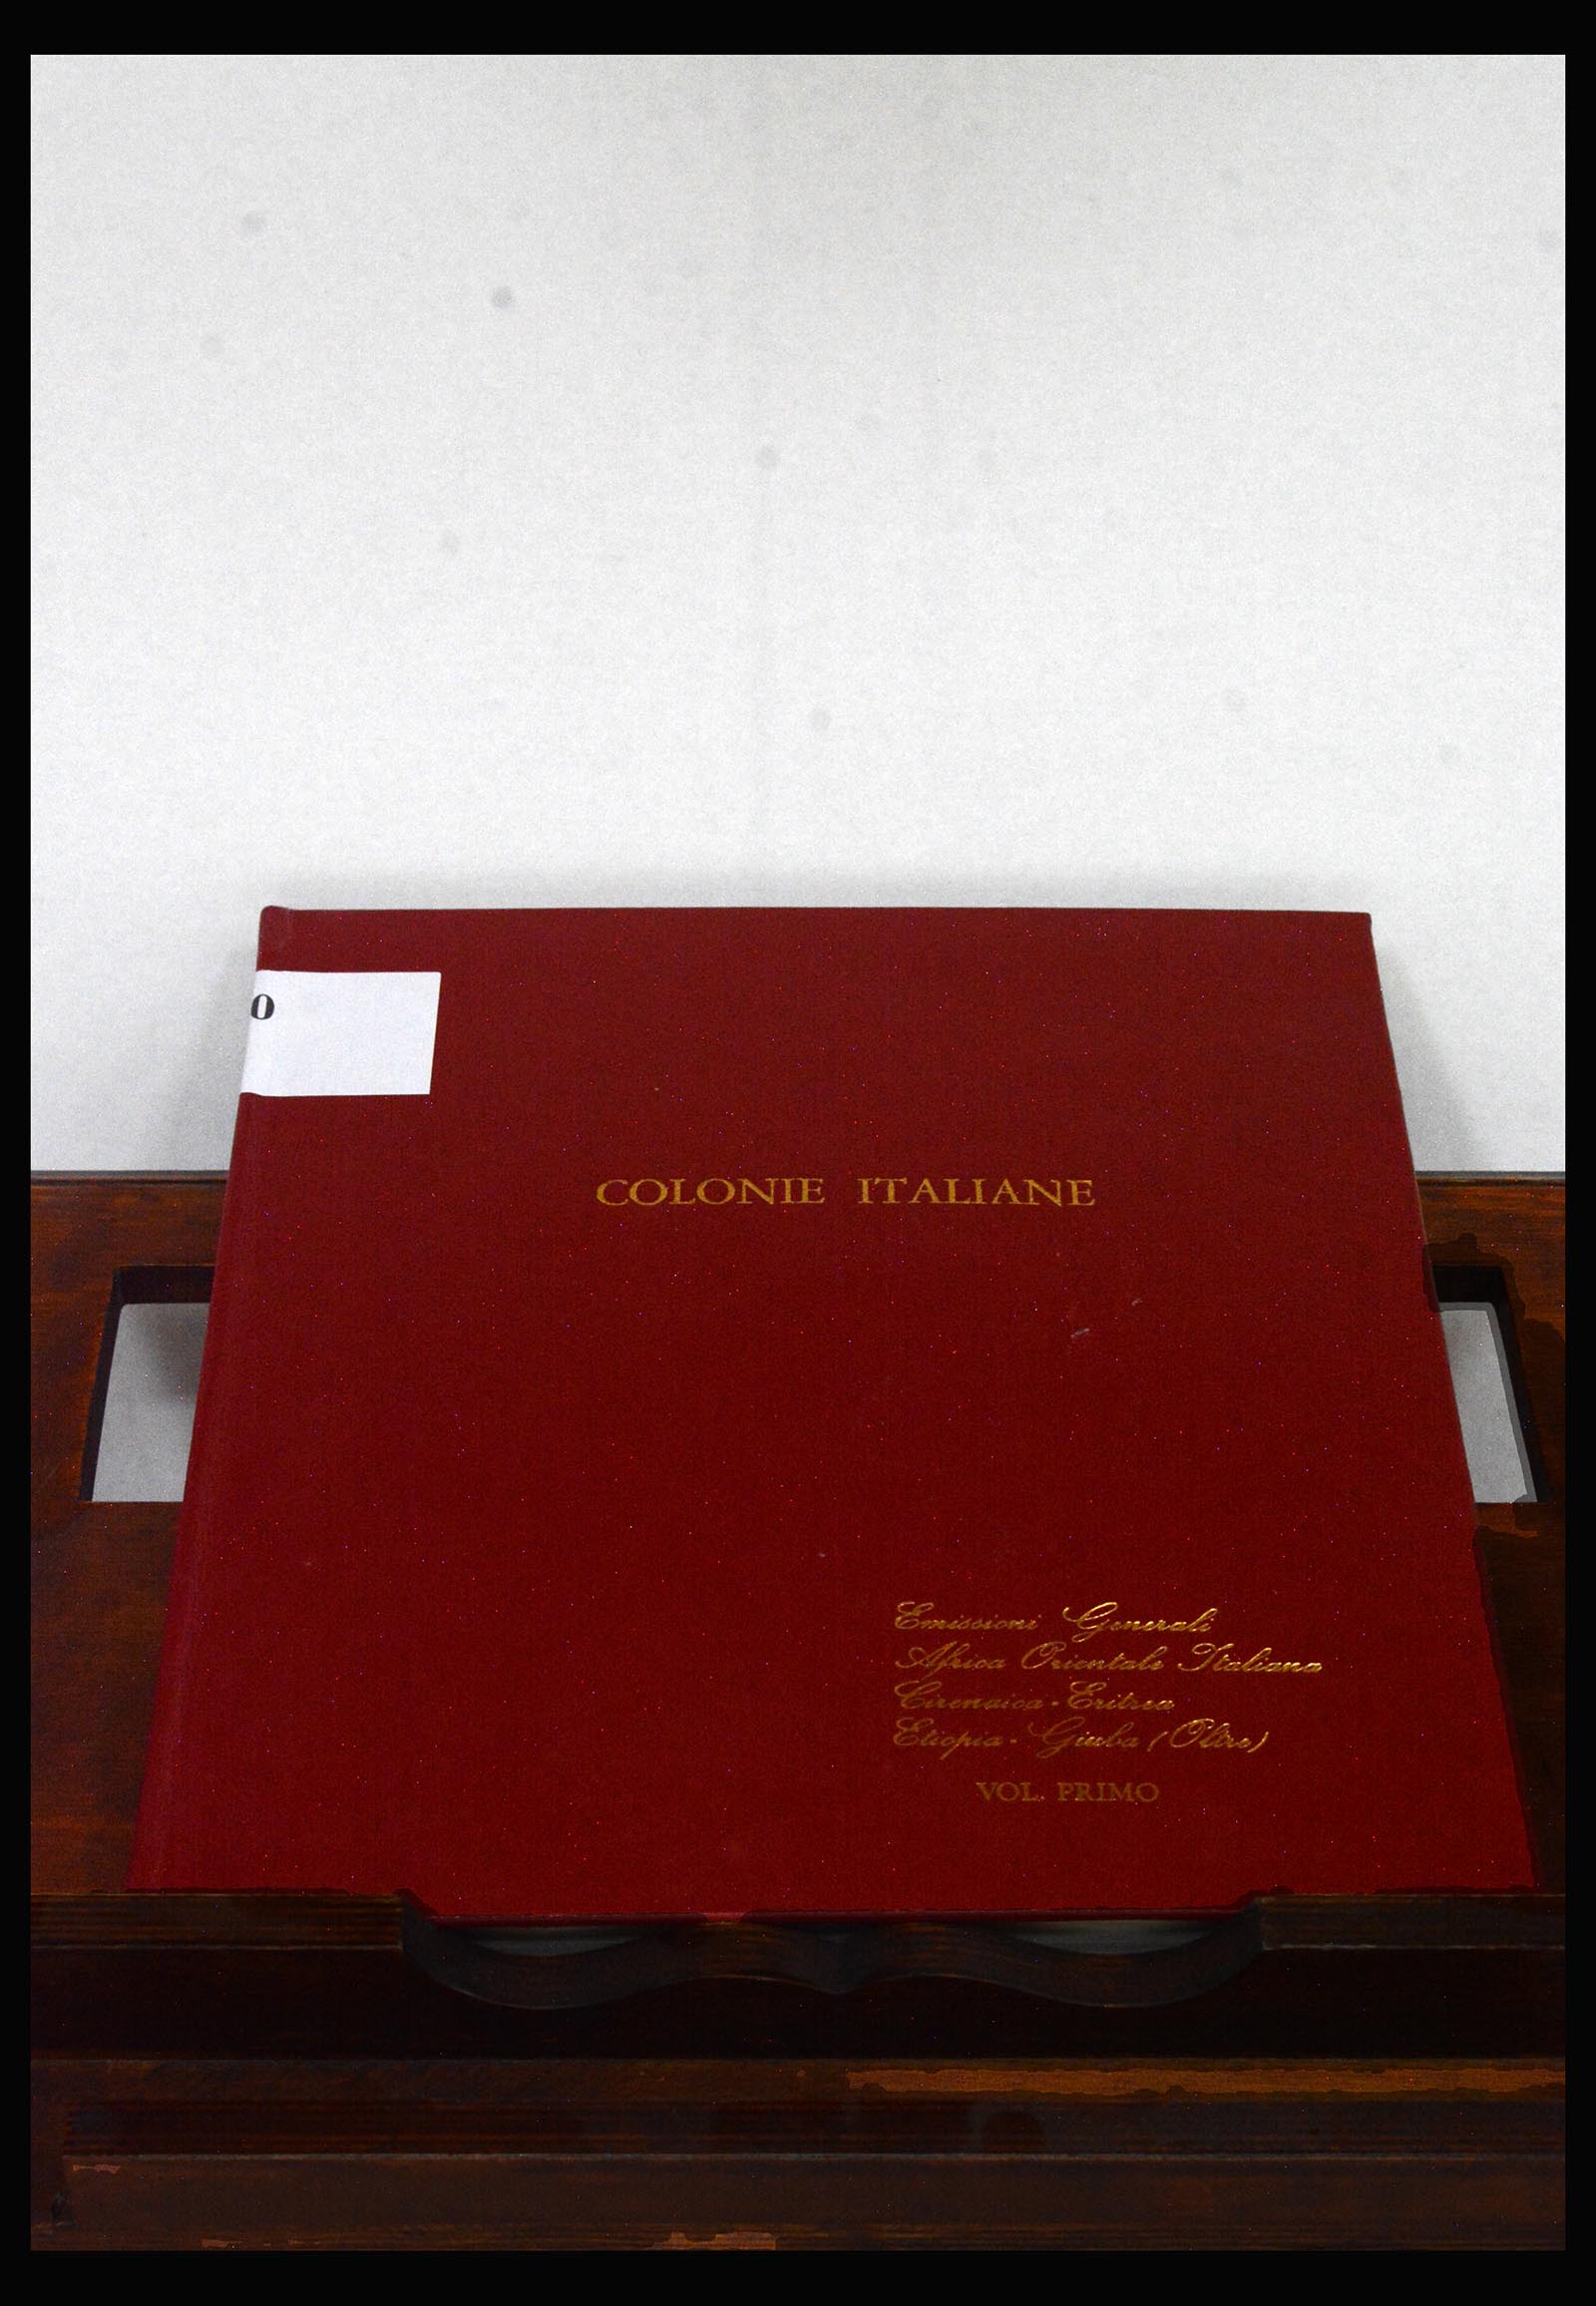 0
COLONIE ITALIANE
Emissioni Generali
Africa Orientale Italiana
Cirenaica - Eritrea
Etiopia - Giuba (Oltre)
VOL. PRIMO